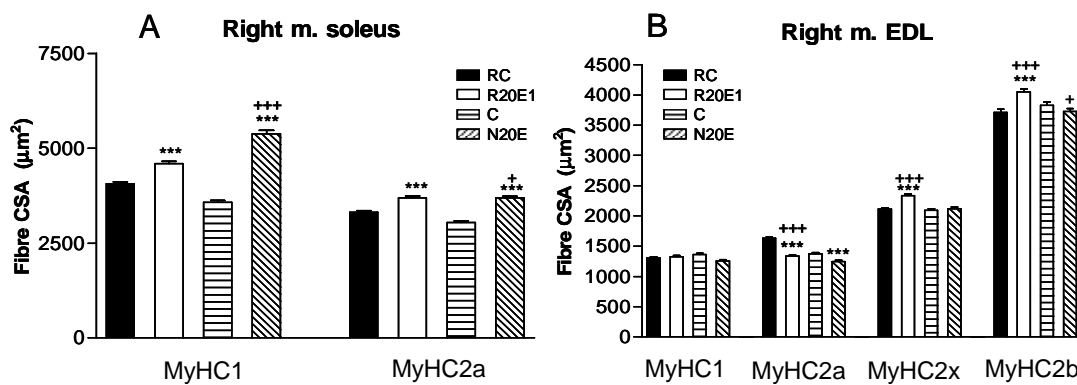 A Right m. soleus
Fibre CSA (µm²)
7500
5000
2500
0
RC
R20E1
C
N20E
***
+++
***
***
+
***
MyHC1 MyHC2a
B Right m. EDL
Fibre CSA (µm²)
4500
4000
3500
3000
2500
2000
1500
1000
500
0
RC
R20E1
C
N20E
+++
***
***
+++
***
+++
***
+
MyHC1 MyHC2a MyHC2x MyHC2b